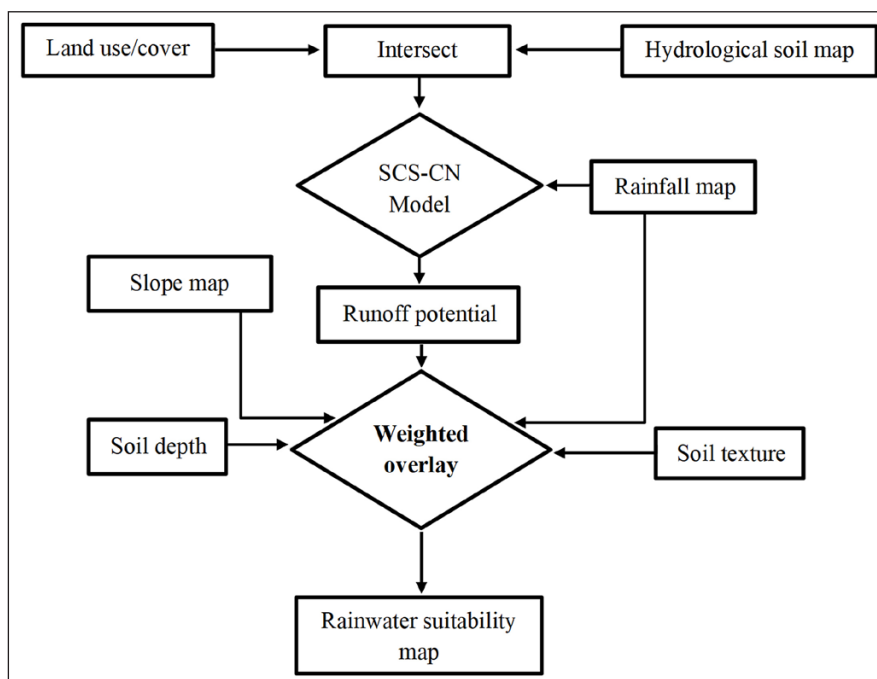 Land use/cover
Intersect
Hydrological soil map
SCS-CN
Model
Rainfall map
Slope map
Runoff potential
Soil depth
Weighted
overlay
Soil texture
Rainwater suitability
map